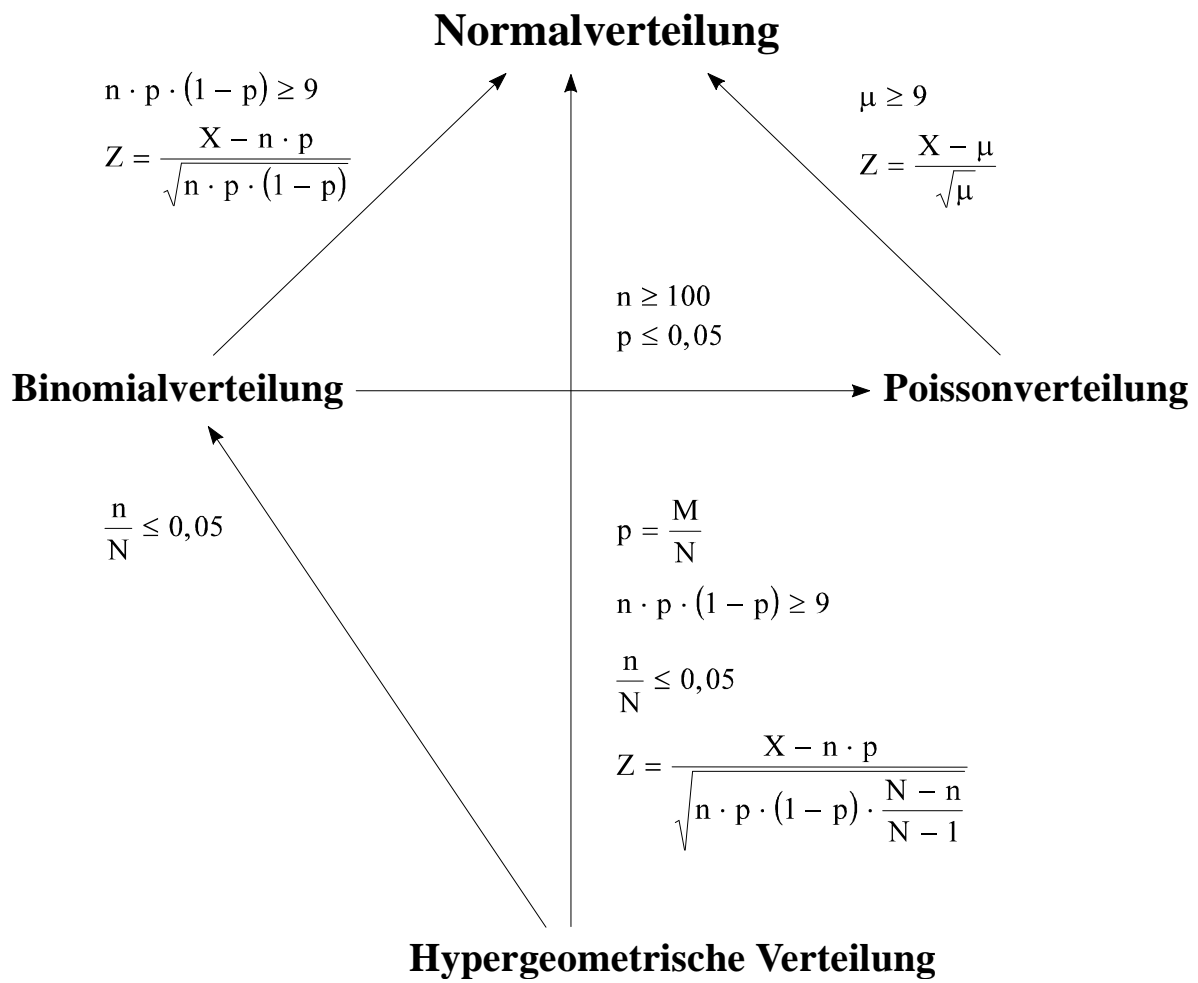 Normalverteilung
n · p · (1 − p) ≥ 9
Z = (X − n · p) / √(n · p · (1 − p))
μ ≥ 9
Z = (X − μ) / √μ
n ≥ 100
p ≤ 0,05
Binomialverteilung
Poissonverteilung
n/N ≤ 0,05
p = M/N
n · p · (1 − p) ≥ 9
n/N ≤ 0,05
Z = (X − n · p) / √(n · p · (1 − p) · (N − n)/(N − 1))
Hypergeometrische Verteilung